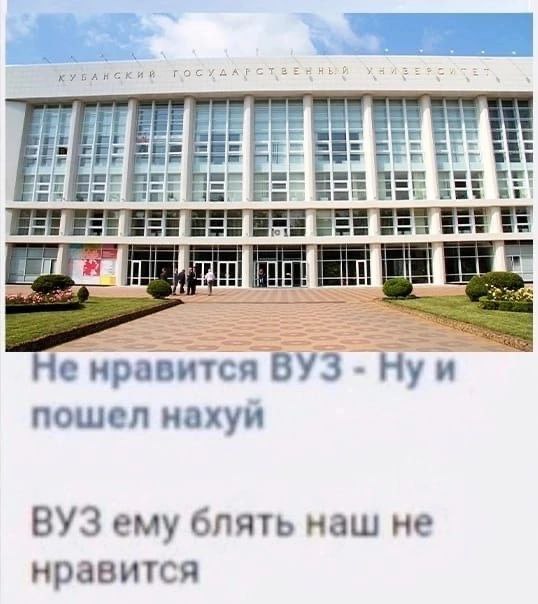 КУБАНСКИЙ ГОСУДАРСТВЕННЫЙ УНИВЕРСИТЕТ
Не нравится ВУЗ - Ну и
пошел нахуй
ВУЗ ему блять наш не
нравится